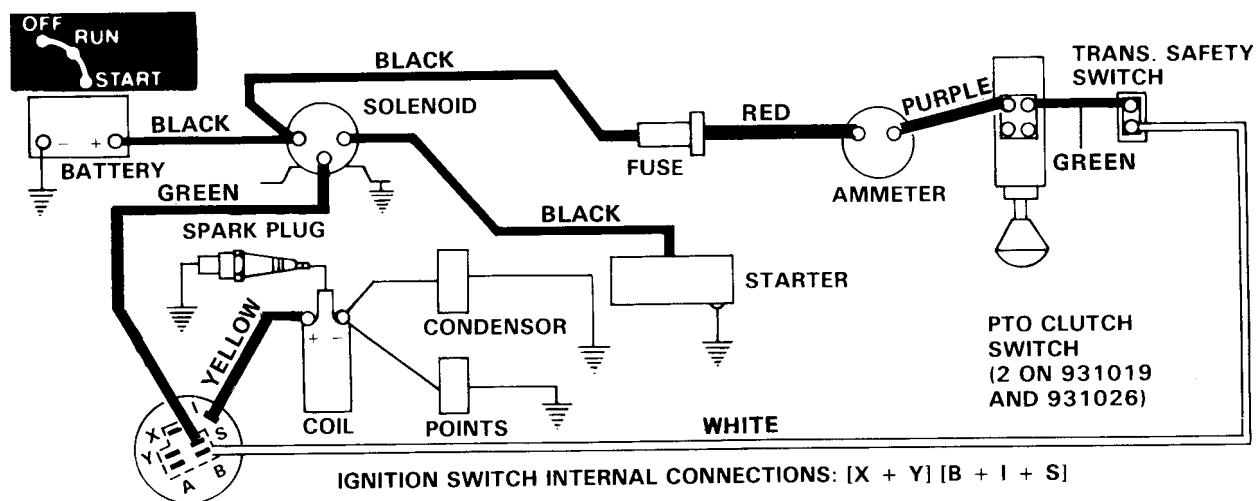 OFF
RUN
START
BLACK
SOLENOID
BLACK
- +
BATTERY
GREEN
SPARK PLUG
FUSE
RED
AMMETER
PURPLE
TRANS. SAFETY
SWITCH
GREEN
BLACK
STARTER
YELLOW
+ -
COIL
CONDENSOR
POINTS
PTO CLUTCH
SWITCH
(2 ON 931019
AND 931026)
WHITE
I
X
S
Y
B
A
IGNITION SWITCH INTERNAL CONNECTIONS: [X + Y] [B + I + S]